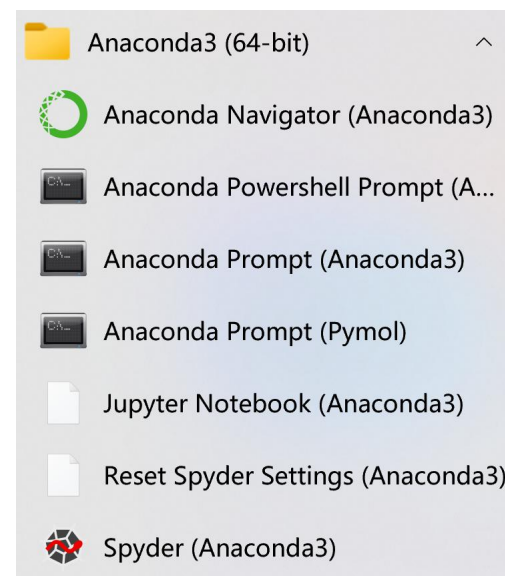 Anaconda3 (64-bit)
Anaconda Navigator (Anaconda3)
Anaconda Powershell Prompt (A...
Anaconda Prompt (Anaconda3)
Anaconda Prompt (Pymol)
Jupyter Notebook (Anaconda3)
Reset Spyder Settings (Anaconda3)
Spyder (Anaconda3)